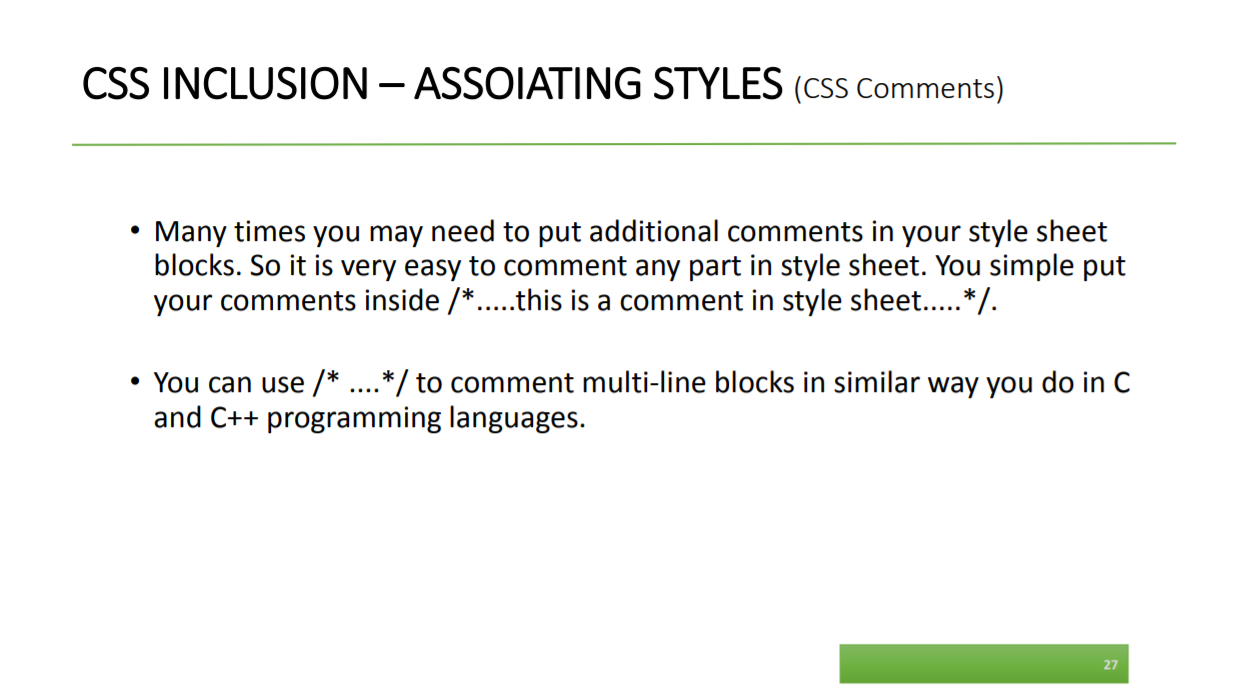 CSS INCLUSION – ASSOIATING STYLES (CSS Comments)
• Many times you may need to put additional comments in your style sheet
blocks. So it is very easy to comment any part in style sheet. You simple put
your comments inside /*.....this is a comment in style sheet.....*/.
• You can use /* ....*/ to comment multi-line blocks in similar way you do in C
and C++ programming languages.
27